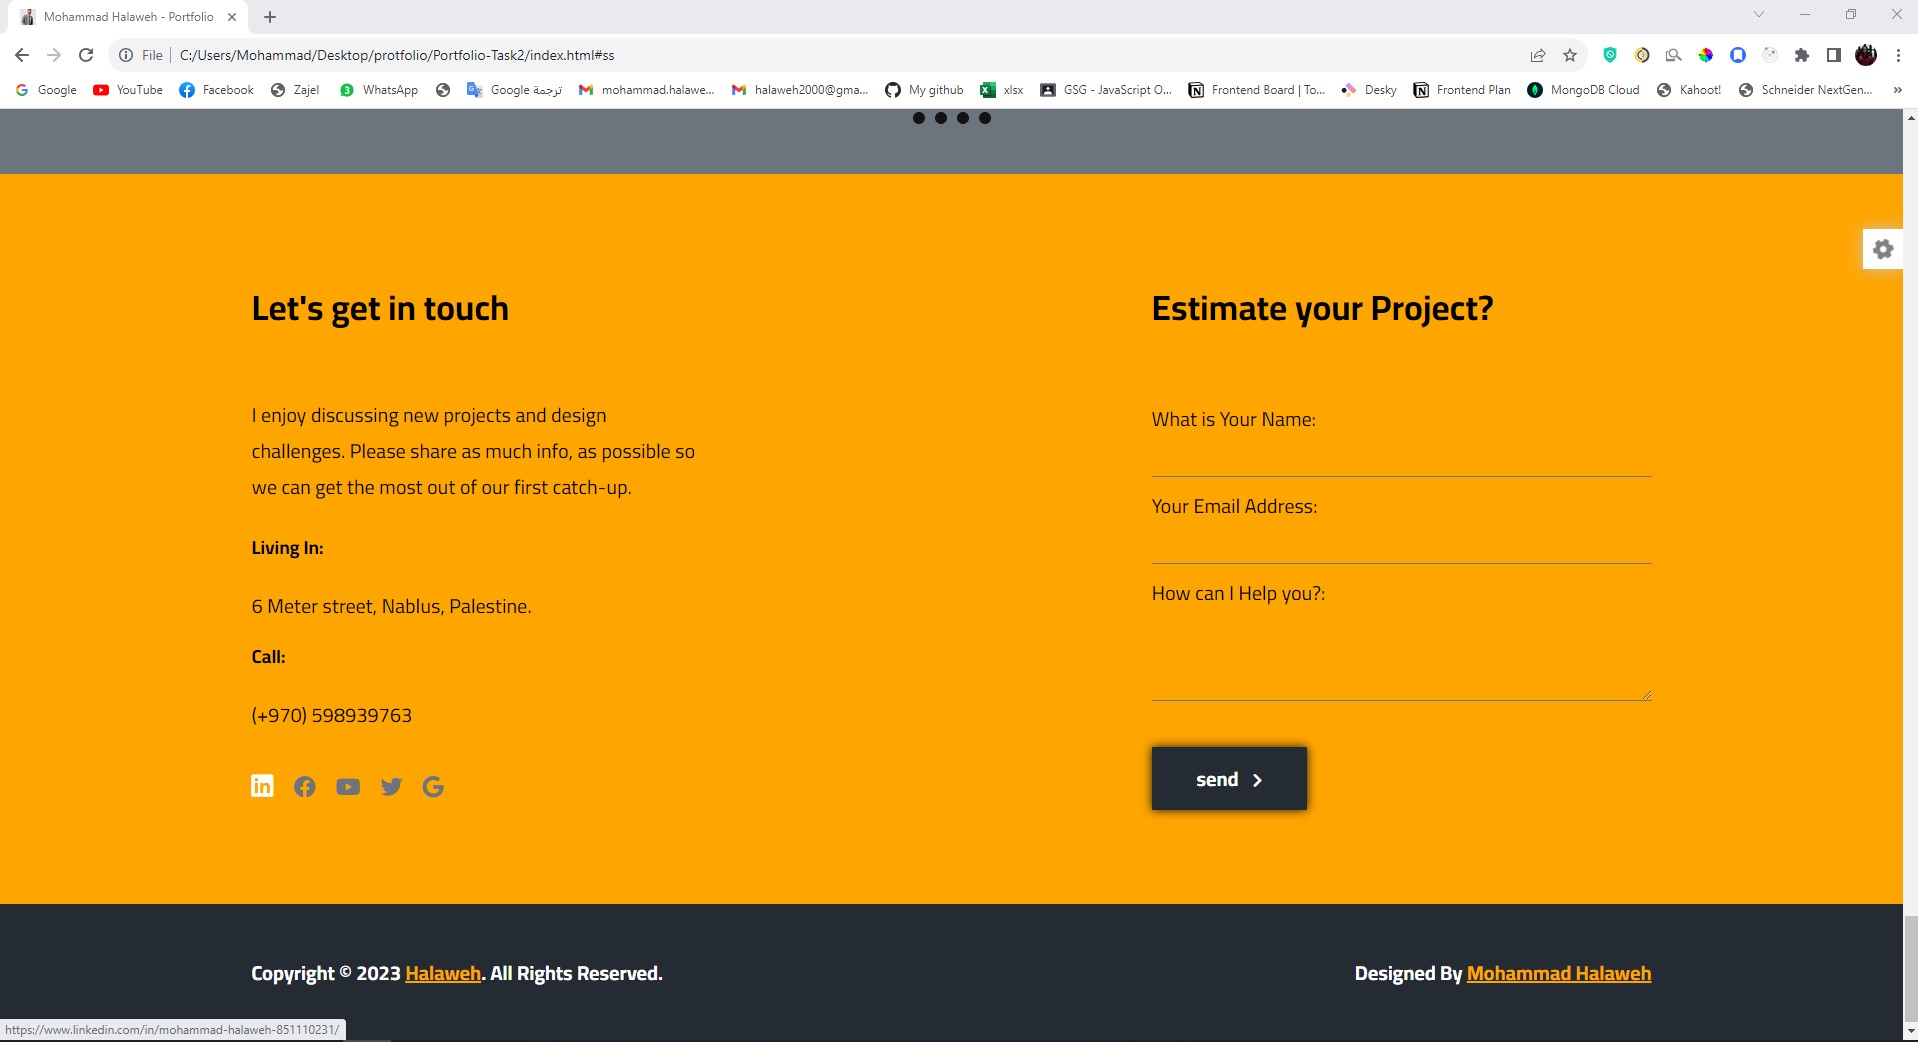 Mohammad Halaweh - Portfolio
File C:/Users/Mohammad/Desktop/protfolio/Portfolio-Task2/index.html#ss
Google YouTube Facebook Zajel WhatsApp Google ترجمة mohammad.halawe... halaweh2000@gma... My github xlsx GSG - JavaScript O... Frontend Board | To... Desky Frontend Plan MongoDB Cloud Kahoot! Schneider NextGen... »
Let's get in touch
I enjoy discussing new projects and design
challenges. Please share as much info, as possible so
we can get the most out of our first catch-up.
Living In:
6 Meter street, Nablus, Palestine.
Call:
(+970) 598939763
Estimate your Project?
What is Your Name:
Your Email Address:
How can I Help you?:
send
Copyright © 2023 Halaweh. All Rights Reserved.
Designed By Mohammad Halaweh
https://www.linkedin.com/in/mohammad-halaweh-851110231/